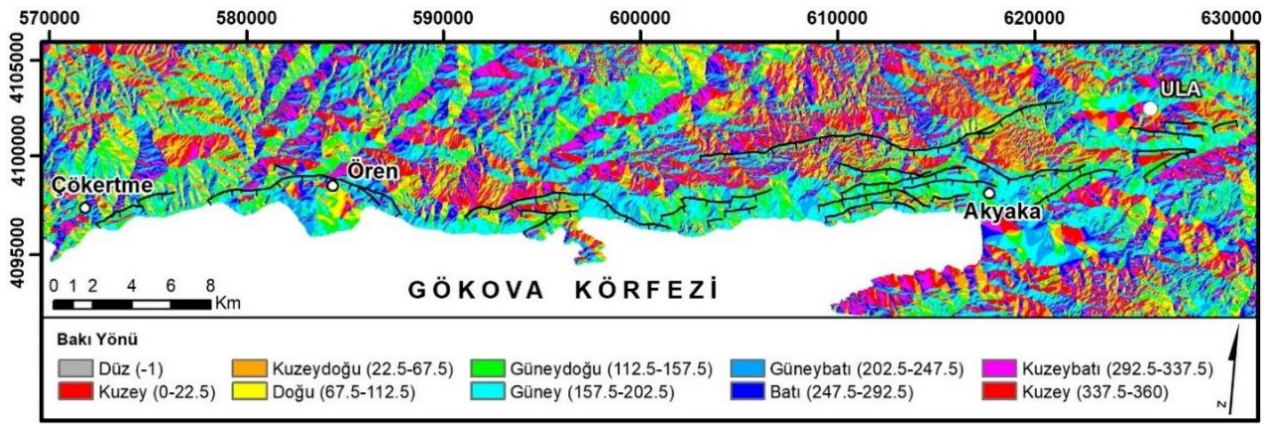 570000 580000 590000 600000 610000 620000 630000
4105000
ULA
4100000
Ören
Çökertme
Akyaka
4095000
0 1 2 4 6 8
Km
GÖKOVA KÖRFEZİ
Bakı Yönü
Düz (-1) Kuzeydoğu (22.5-67.5) Güneydoğu (112.5-157.5) Güneybatı (202.5-247.5) Kuzeybatı (292.5-337.5)
Kuzey (0-22.5) Doğu (67.5-112.5) Güney (157.5-202.5) Batı (247.5-292.5) Kuzey (337.5-360)
N